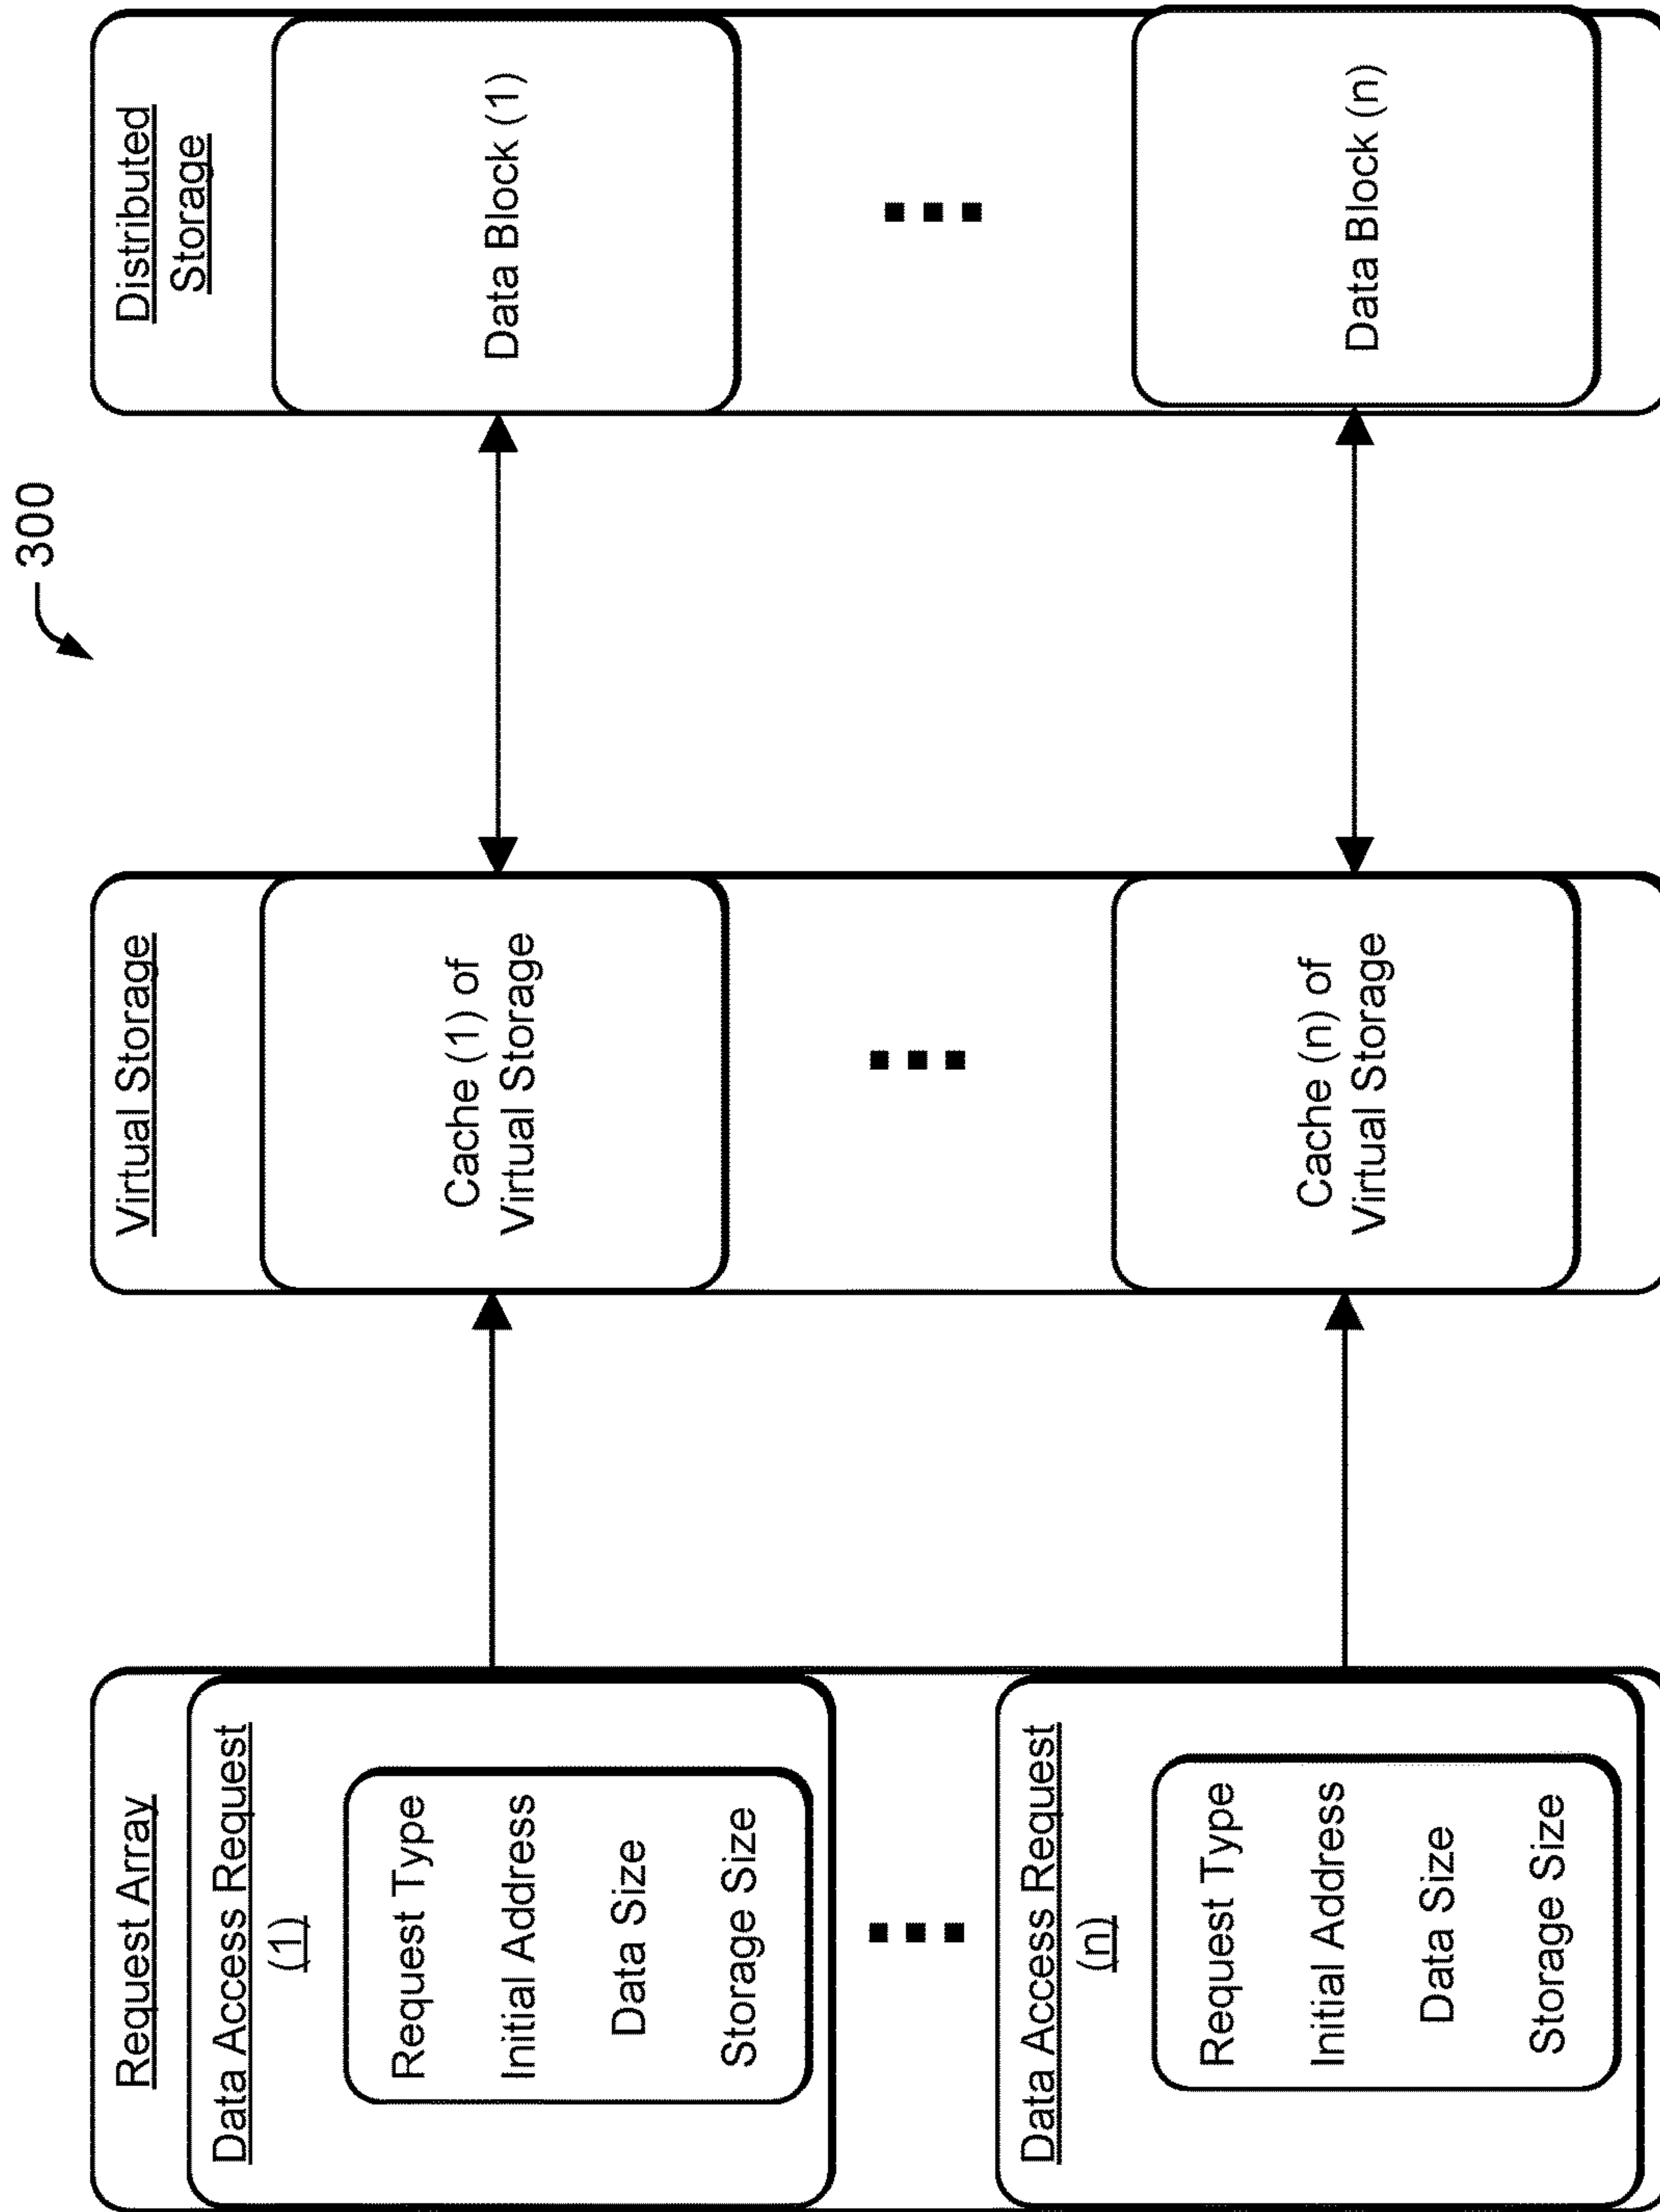 300
Request Array
Data Access Request
(1)
Request Type
Initial Address
Data Size
Storage Size
Data Access Request
(n)
Request Type
Initial Address
Data Size
Storage Size
Virtual Storage
Cache (1) of
Virtual Storage
Cache (n) of
Virtual Storage
Distributed
Storage
Data Block (1)
Data Block (n)